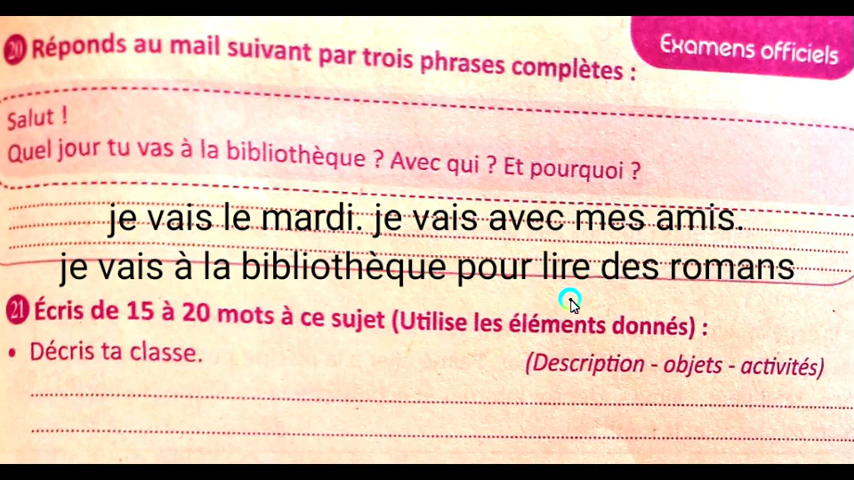 Examens officiels
20 Réponds au mail suivant par trois phrases complètes :
Salut !
Quel jour tu vas à la bibliothèque ? Avec qui ? Et pourquoi ?
je vais le mardi. je vais avec mes amis.
je vais à la bibliothèque pour lire des romans
21 Écris de 15 à 20 mots à ce sujet (Utilise les éléments donnés) :
• Décris ta classe. (Description - objets - activités)